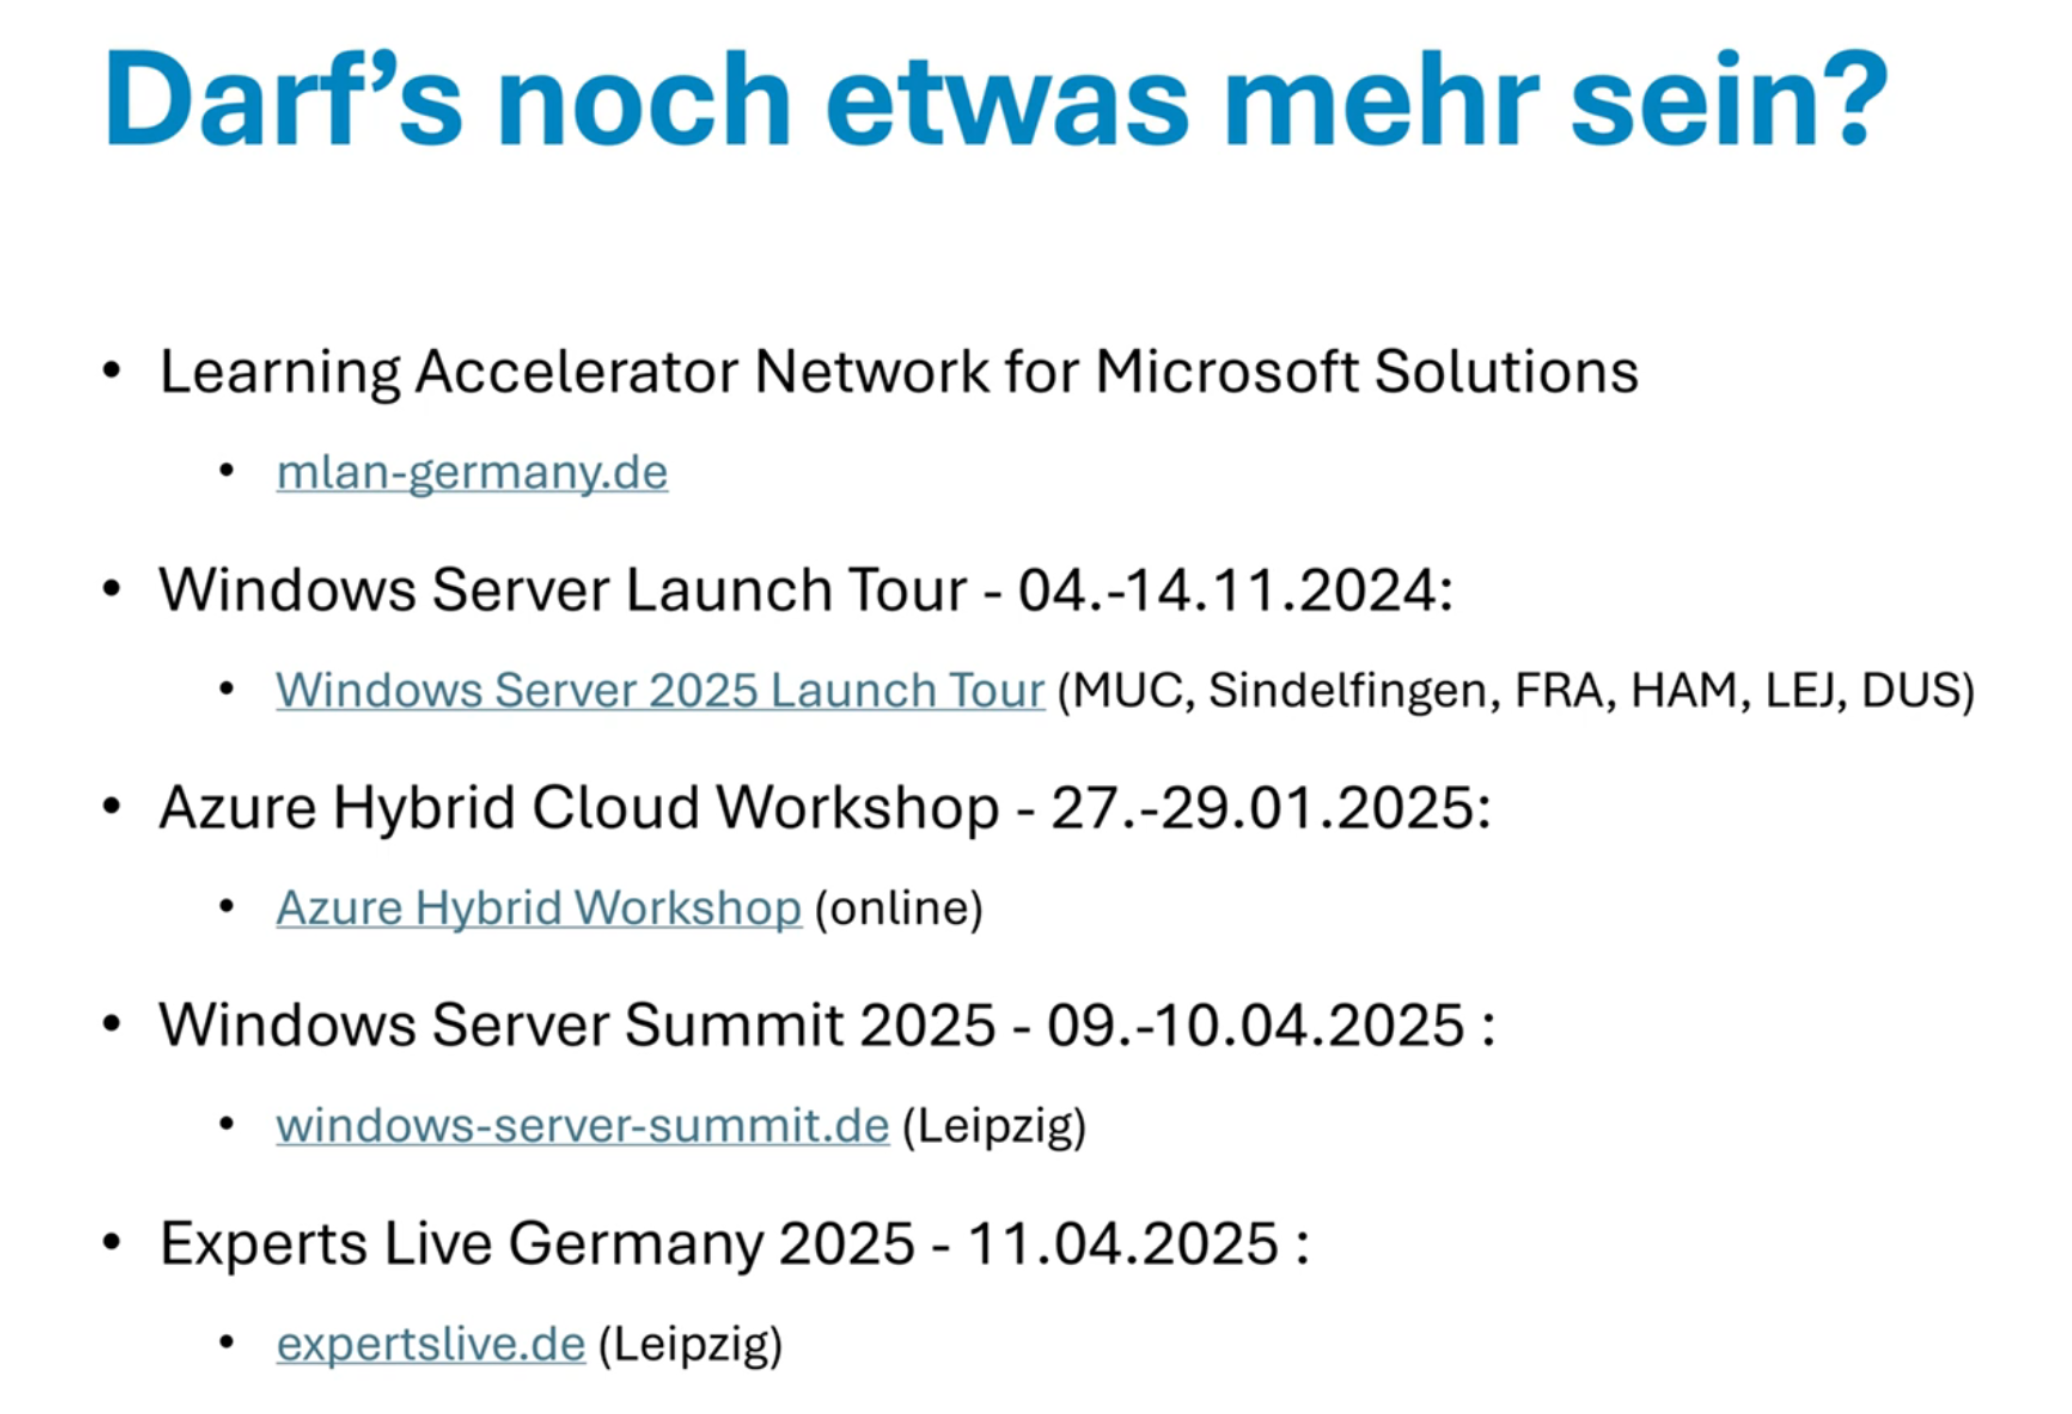 Darf’s noch etwas mehr sein?
• Learning Accelerator Network for Microsoft Solutions
• mlan-germany.de
• Windows Server Launch Tour - 04.-14.11.2024:
• Windows Server 2025 Launch Tour (MUC, Sindelfingen, FRA, HAM, LEJ, DUS)
• Azure Hybrid Cloud Workshop - 27.-29.01.2025:
• Azure Hybrid Workshop (online)
• Windows Server Summit 2025 - 09.-10.04.2025 :
• windows-server-summit.de (Leipzig)
• Experts Live Germany 2025 - 11.04.2025 :
• expertslive.de (Leipzig)